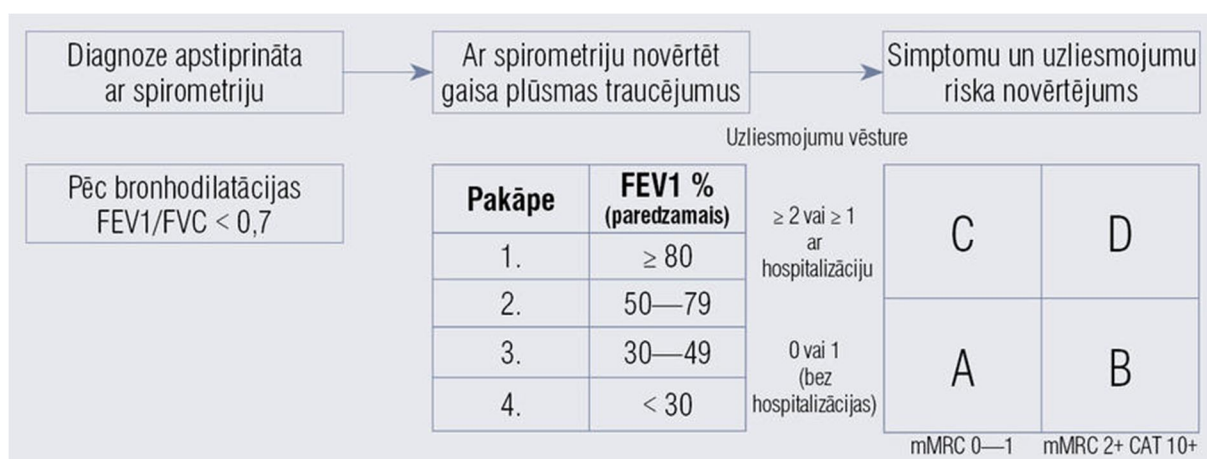 Diagnoze apstiprināta
ar spirometriju
Ar spirometriju novērtēt
gaisa plūsmas traucējumus
Simptomu un uzliesmojumu
riska novērtējums
Uzliesmojumu vēsture
Pēc bronhodilatācijas
FEV1/FVC < 0,7
Pakāpe
FEV1 %
(paredzamais)
1.
≥ 80
2.
50—79
3.
30—49
4.
< 30
≥ 2 vai ≥ 1
ar
hospitalizāciju
0 vai 1
(bez
hospitalizācijas)
C
D
A
B
mMRC 0—1
mMRC 2+ CAT 10+